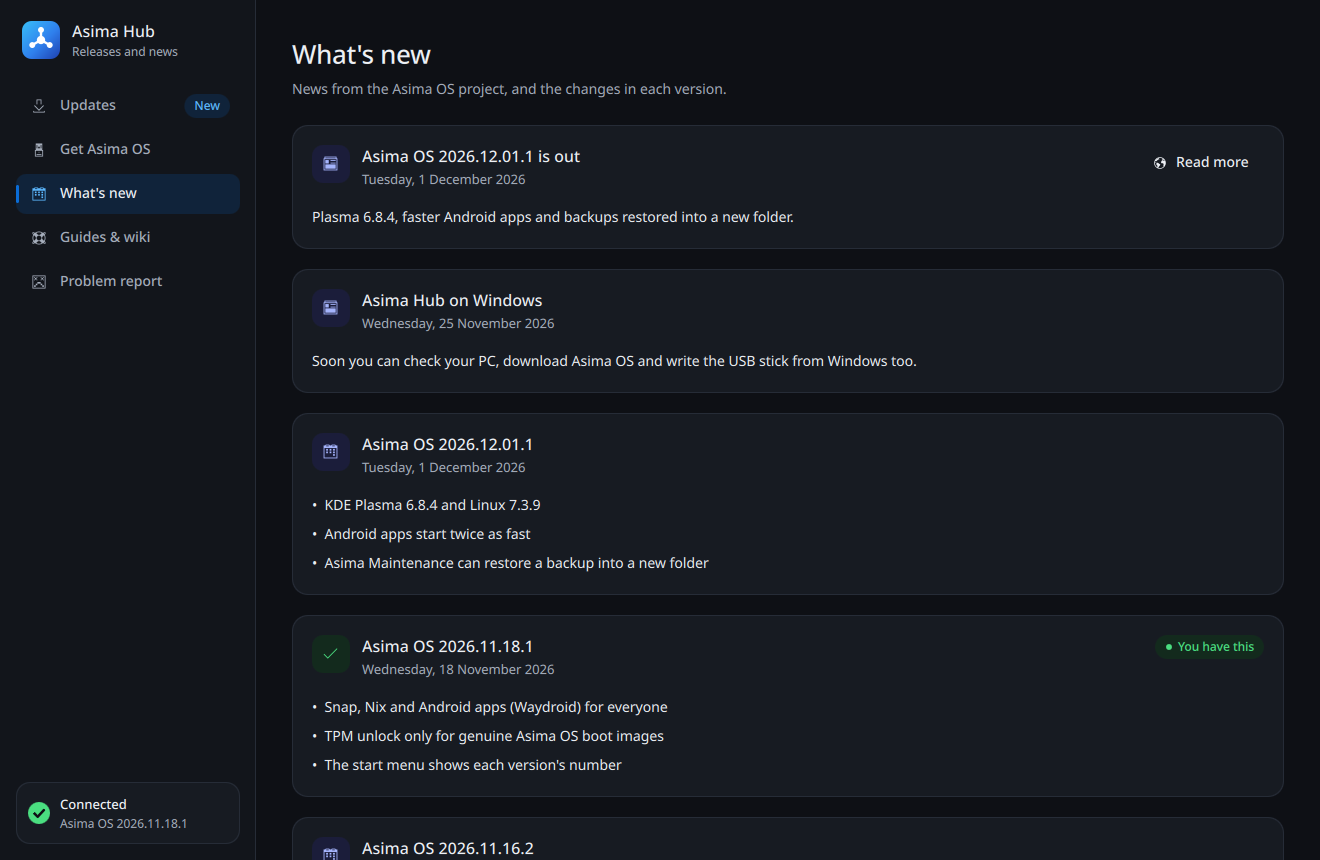 Asima Hub
Releases and news
Updates
New
Get Asima OS
What's new
Guides & wiki
Problem report
Connected
Asima OS 2026.11.18.1
What's new
News from the Asima OS project, and the changes in each version.
Asima OS 2026.12.01.1 is out
Tuesday, 1 December 2026
Read more
Plasma 6.8.4, faster Android apps and backups restored into a new folder.
Asima Hub on Windows
Wednesday, 25 November 2026
Soon you can check your PC, download Asima OS and write the USB stick from Windows too.
Asima OS 2026.12.01.1
Tuesday, 1 December 2026
• KDE Plasma 6.8.4 and Linux 7.3.9
• Android apps start twice as fast
• Asima Maintenance can restore a backup into a new folder
Asima OS 2026.11.18.1
Wednesday, 18 November 2026
You have this
• Snap, Nix and Android apps (Waydroid) for everyone
• TPM unlock only for genuine Asima OS boot images
• The start menu shows each version's number
Asima OS 2026.11.16.2